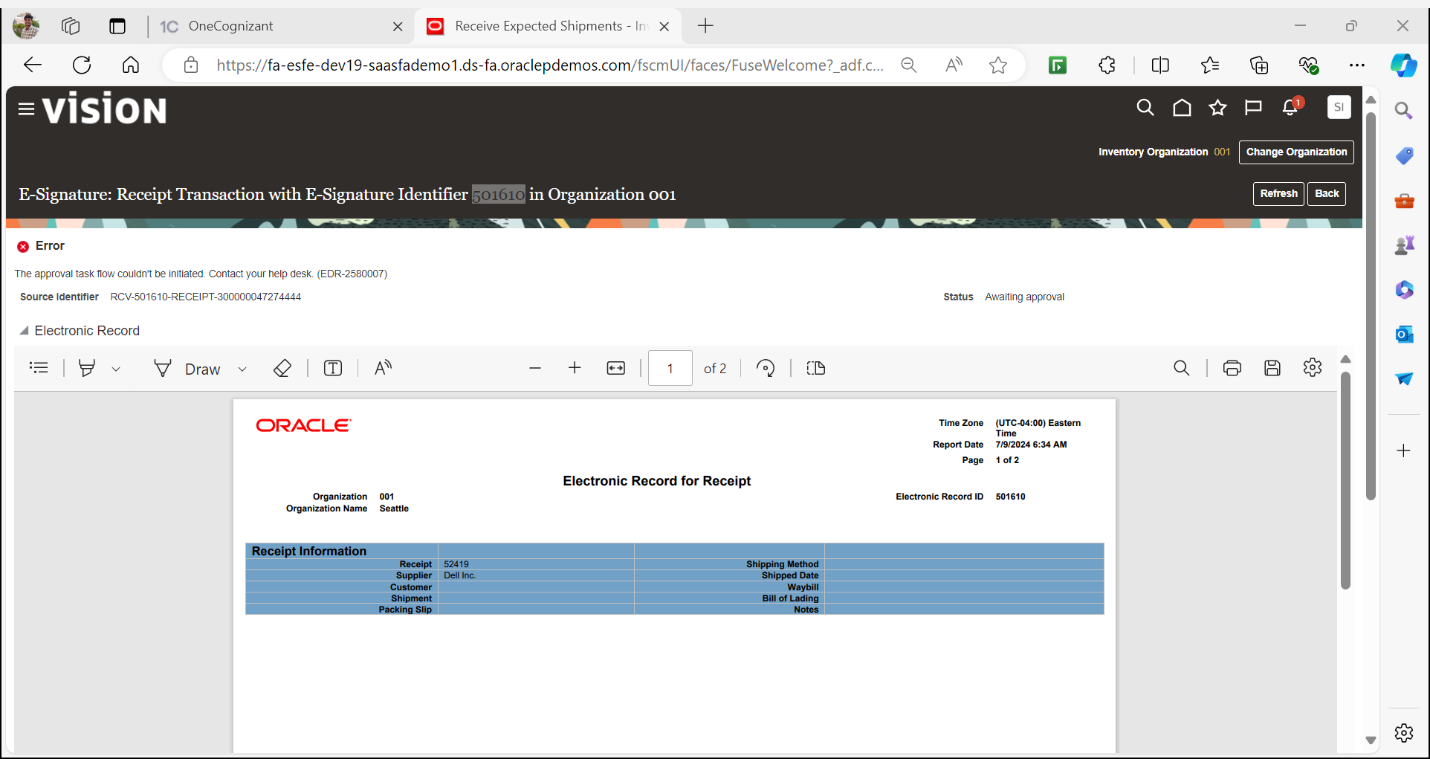 1C OneCognizant
Receive Expected Shipments - In
https://fa-esfe-dev19-saasfademo1.ds-fa.oraclepdemos.com/fscmUI/faces/FuseWelcome?_adf.c...
VISION
1
SI
Inventory Organization 001 Change Organization
E-Signature: Receipt Transaction with E-Signature Identifier 501610 in Organization 001
Refresh Back
Error
The approval task flow couldn't be initiated. Contact your help desk. (EDR-2580007)
Source Identifier RCV-501610-RECEIPT-300000047274444
Status Awaiting approval
Electronic Record
Draw
1 of 2
ORACLE
Time Zone (UTC-04:00) Eastern
Time
Report Date 7/9/2024 6:34 AM
Page 1 of 2
Electronic Record for Receipt
Organization 001
Electronic Record ID 501610
Organization Name Seattle
Receipt Information
Receipt 52419 Shipping Method
Supplier Dell Inc. Shipped Date
Customer Waybill
Shipment Bill of Lading
Packing Slip Notes